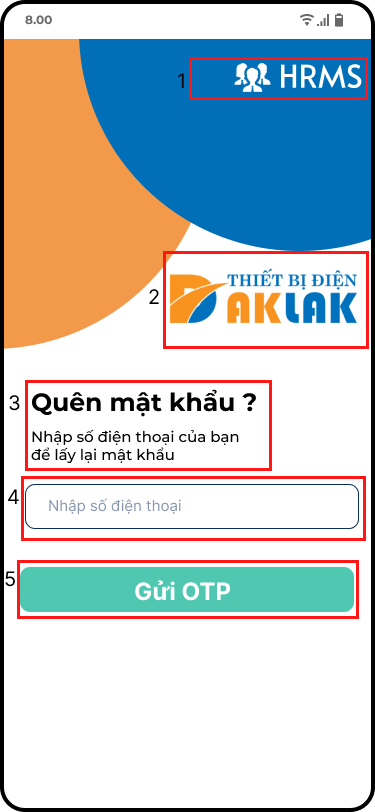 8.00
1
HRMS
2
THIẾT BỊ ĐIỆN
DAKLAK
3
Quên mật khẩu ?
Nhập số điện thoại của bạn
để lấy lại mật khẩu
4
Nhập số điện thoại
5
Gửi OTP